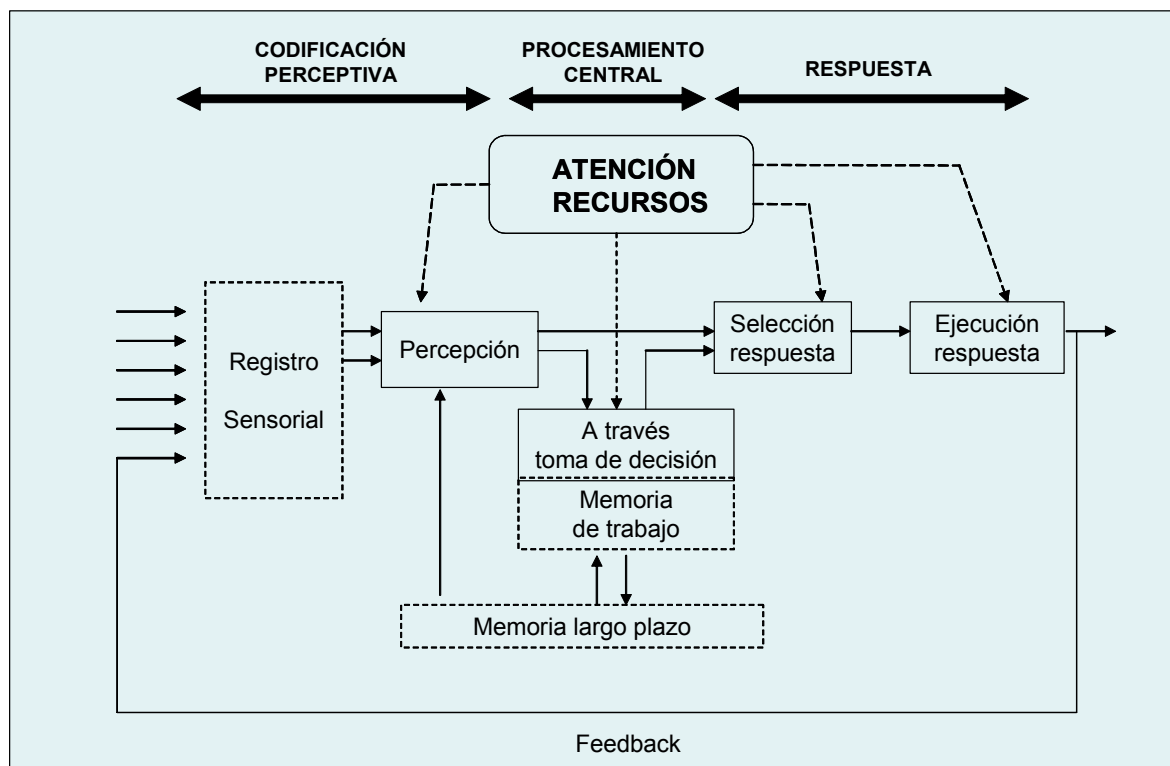 CODIFICACIÓN
PERCEPTIVA
PROCESAMIENTO
CENTRAL
RESPUESTA
ATENCIÓN
RECURSOS
Registro
Sensorial
Percepción
Selección
respuesta
Ejecución
respuesta
A través
toma de decisión
Memoria
de trabajo
Memoria largo plazo
Feedback